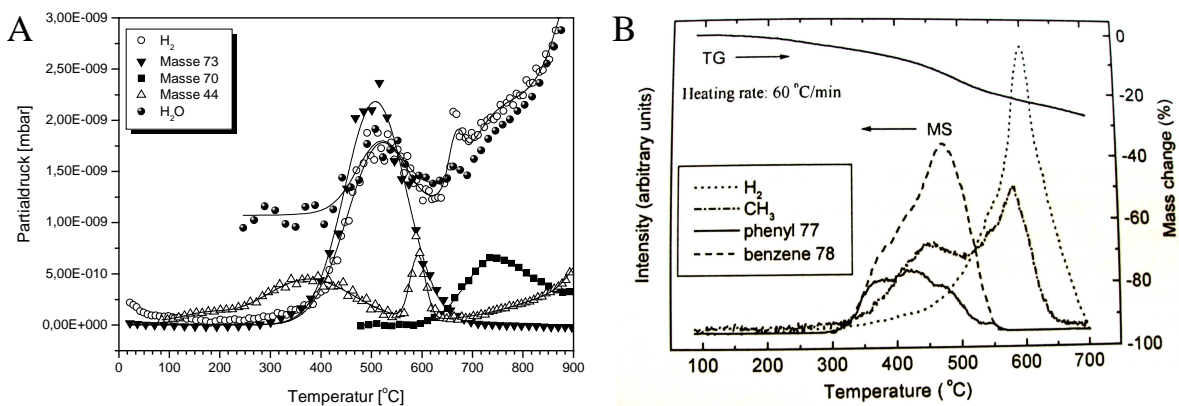 A
3,00E-009
2,50E-009
2,00E-009
1,50E-009
1,00E-009
5,00E-010
0,00E+000
Partialdruck [mbar]
H₂
Masse 73
Masse 70
Masse 44
H₂O
0 100 200 300 400 500 600 700 800 900
Temperatur [°C]
B
TG
Heating rate: 60 °C/min
MS
H₂
CH₃
phenyl 77
benzene 78
Intensity (arbitrary units)
0
-20
-40
-60
-80
-100
Mass change (%)
100 200 300 400 500 600 700
Temperature (°C)